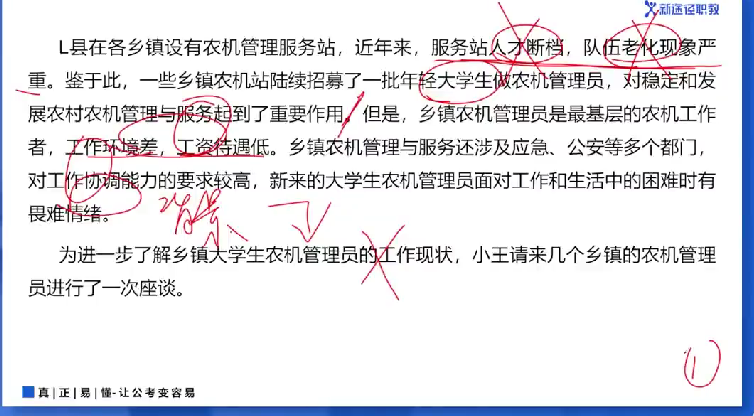 新途径职教
L县在各乡镇设有农机管理服务站，近年来，服务站人才断档，队伍老化现象严
重。鉴于此，一些乡镇农机站陆续招募了一批年轻大学生做农机管理员，对稳定和发
展农村农机管理与服务起到了重要作用。但是，乡镇农机管理员是最基层的农机工作
者，工作环境差，工资待遇低。乡镇农机管理与服务还涉及应急、公安等多个部门，
对工作协调能力的要求较高，新来的大学生农机管理员面对工作和生活中的困难时有
畏难情绪。
背景
为进一步了解乡镇大学生农机管理员的工作现状，小王请来几个乡镇的农机管理
员进行了一次座谈。
①
真|正|易|懂-让公考变容易